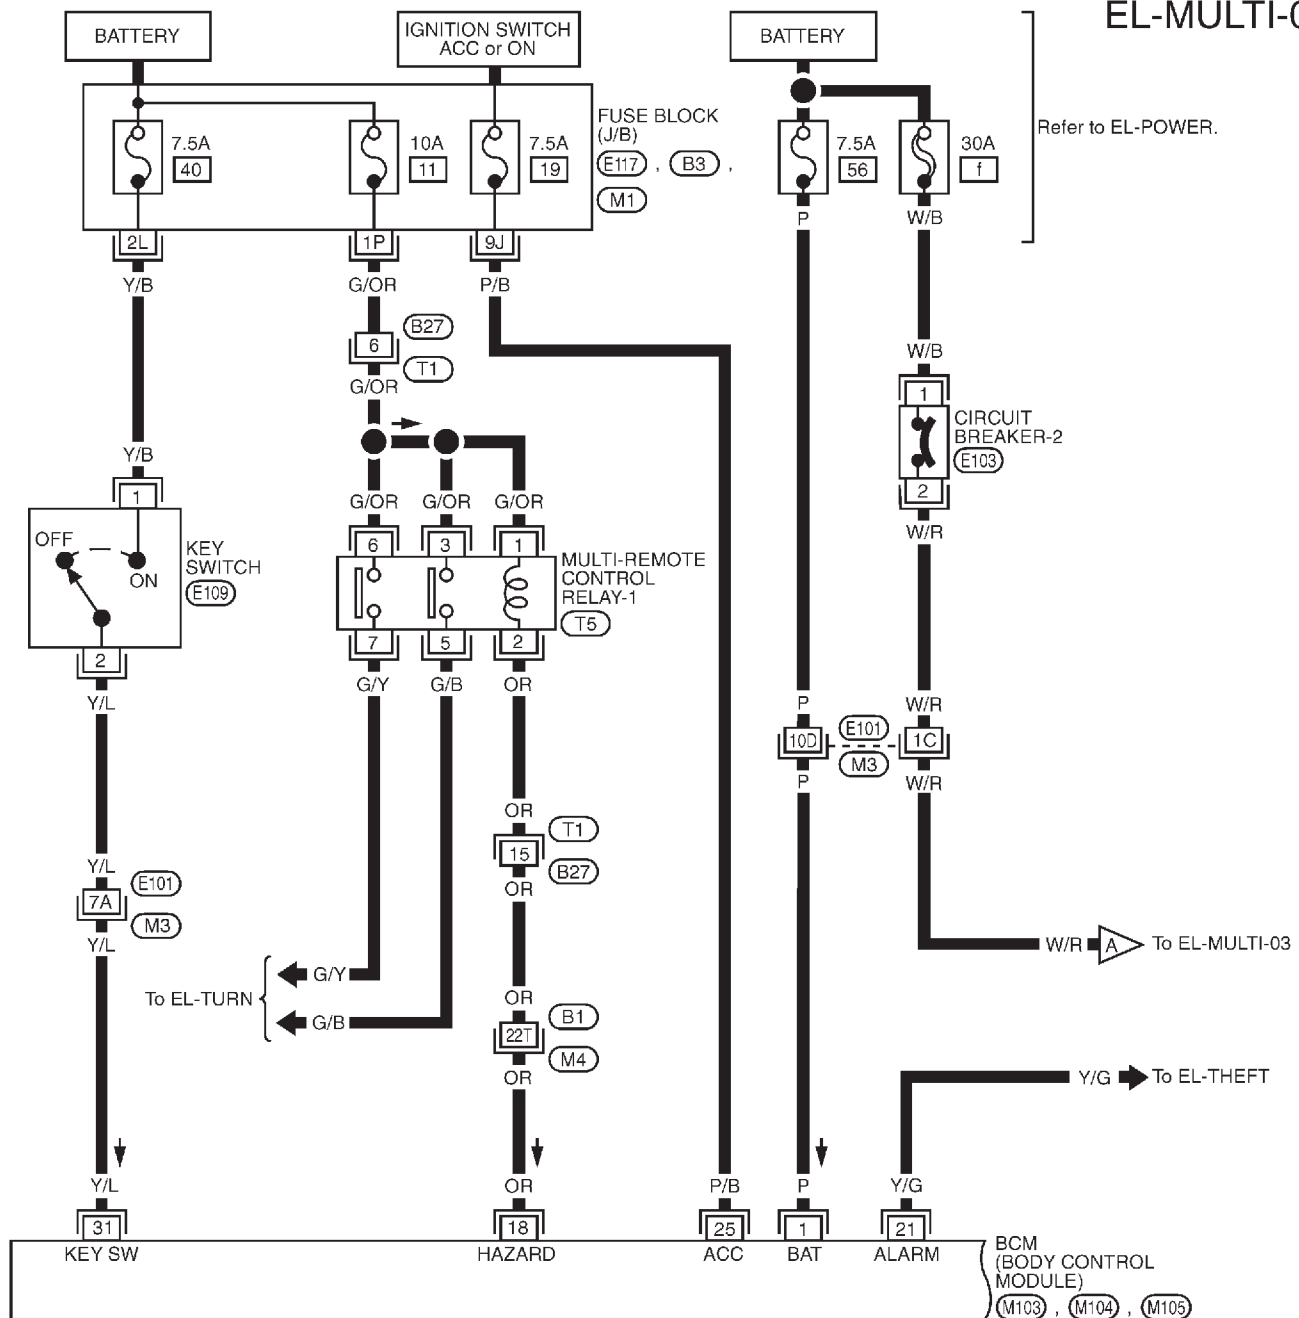 EL-MULTI-0
BATTERY
IGNITION SWITCH
ACC or ON
BATTERY
7.5A
40
10A
11
7.5A
19
FUSE BLOCK
(J/B)
E117 , B3 ,
M1
7.5A
56
30A
f
Refer to EL-POWER.
2L
1P
9J
P
W/B
Y/B
G/OR
P/B
6
B27
T1
G/OR
W/B
1
CIRCUIT
BREAKER-2
E103
2
W/R
Y/B
1
OFF
ON
KEY
SWITCH
E109
2
Y/L
G/OR
G/OR
G/OR
6
3
1
MULTI-REMOTE
CONTROL
RELAY-1
T5
7
5
2
G/Y
G/B
OR
P
W/R
10D
E101
M3
1C
P
W/R
OR
15
T1
B27
OR
Y/L
7A
E101
M3
Y/L
W/R
A
To EL-MULTI-03
To EL-TURN
G/Y
G/B
OR
22T
B1
M4
OR
Y/G
To EL-THEFT
Y/L
OR
P/B
P
Y/G
31
18
25
1
21
KEY SW
HAZARD
ACC
BAT
ALARM
BCM
(BODY CONTROL
MODULE)
M103 , M104 , M105